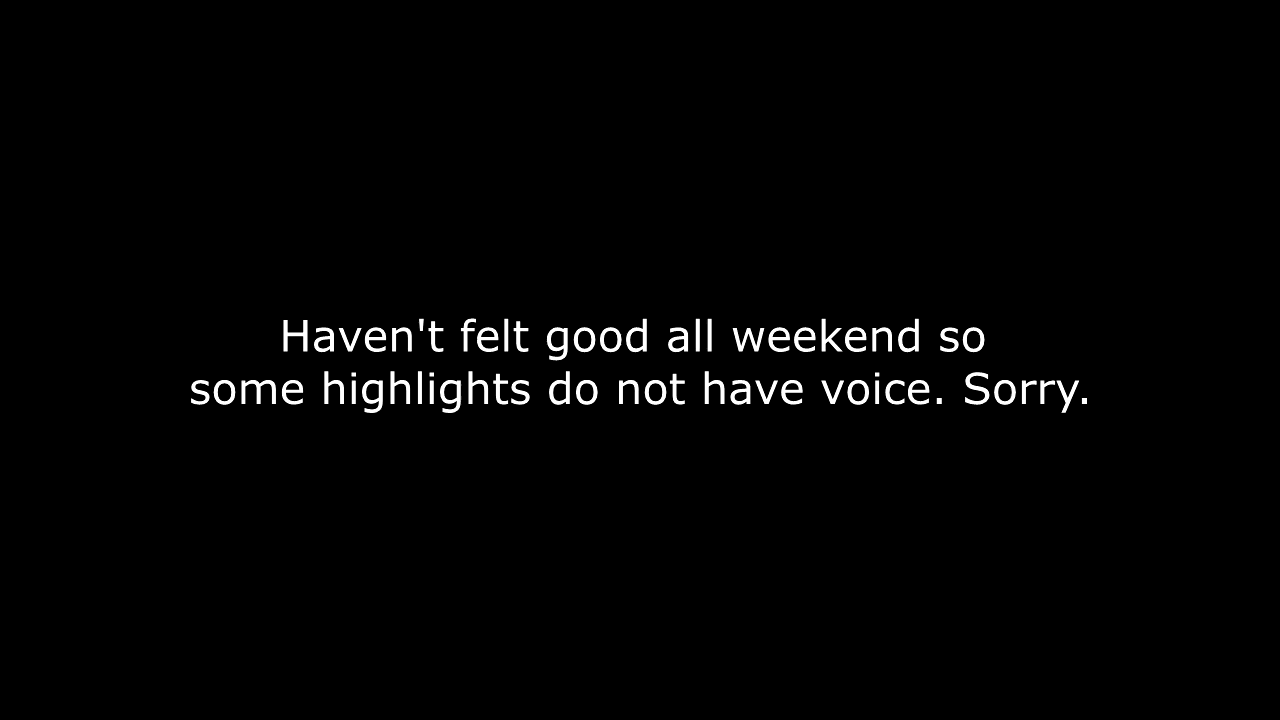 Haven't felt good all weekend so
some highlights do not have voice. Sorry.